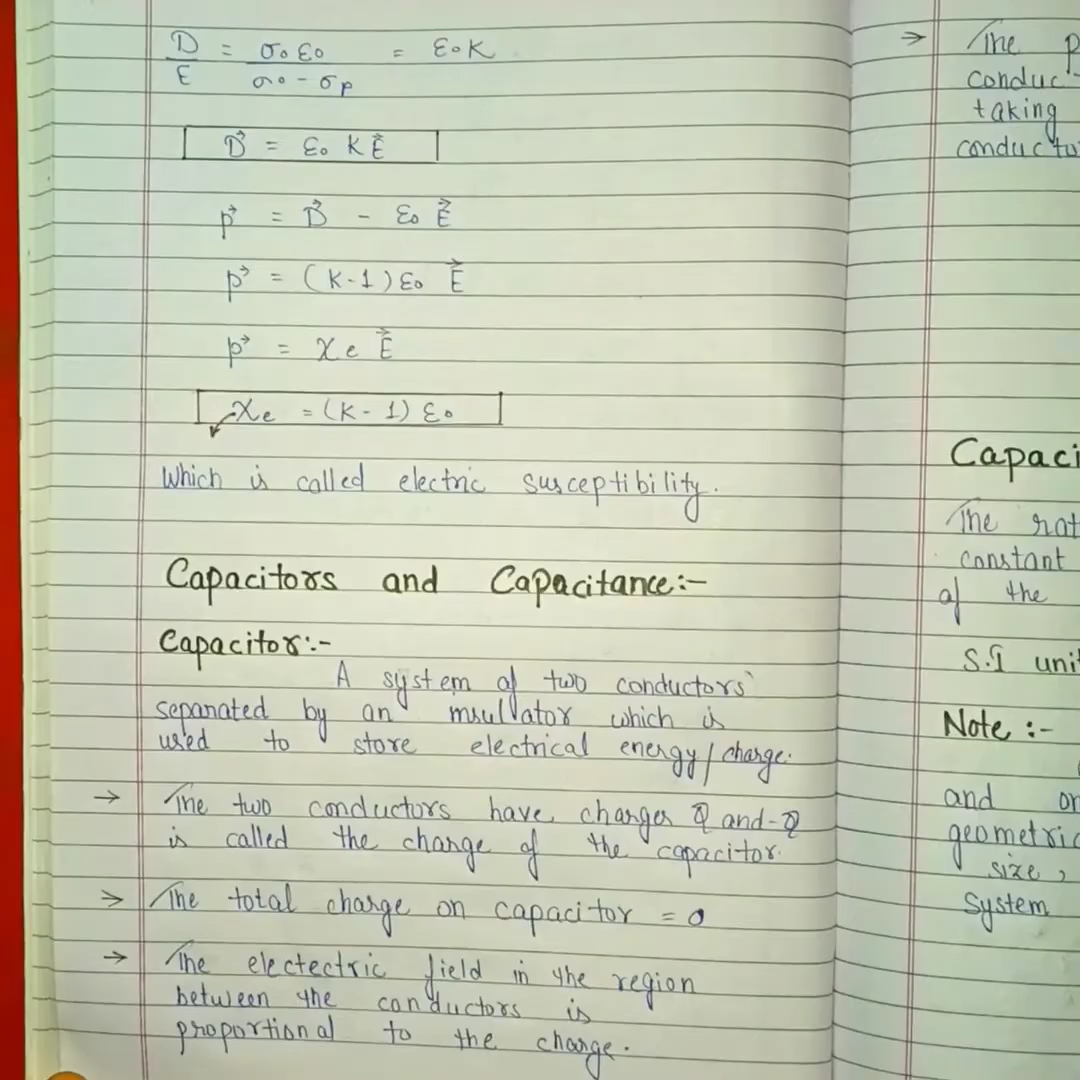 D/E = σ₀ε₀/σ₀-σp = ε₀K
D⃗ = ε₀ K E⃗
p⃗ = D⃗ - ε₀ E⃗
p⃗ = (K-1)ε₀ E⃗
p⃗ = χe E⃗
χe = (K-1) ε₀
Which is called electric susceptibility.
Capacitors and Capacitance:-
Capacitor:-
A system of two conductors
separated by an insulator which is
used to store electrical energy/charge.
→ The two conductors have charges Q and -Q
is called the charge of the capacitor.
→ The total charge on capacitor = 0
→ The electectric field in the region
between the conductors is
proportional to the charge.
→ The p
conduc
taking
conducto
Capaci
The rat
constant
of the
S.I uni
Note :-
and or
geometric
size,
System